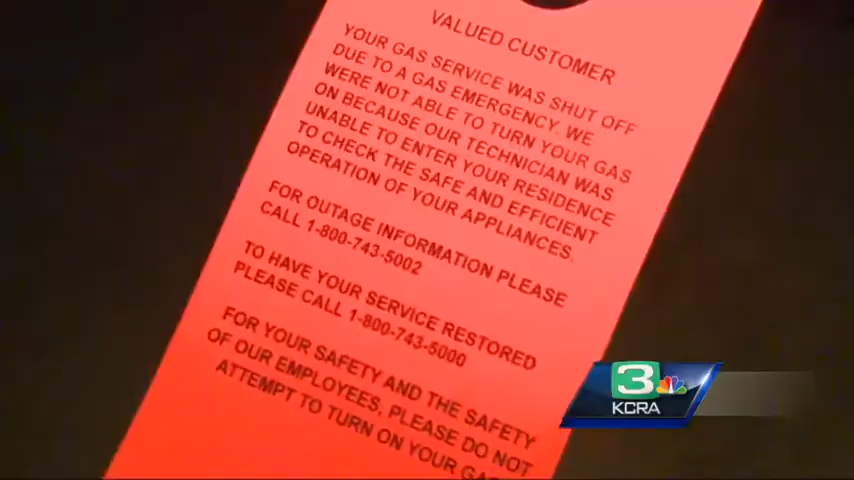 VALUED CUSTOMER
YOUR GAS SERVICE WAS SHUT OFF
DUE TO A GAS EMERGENCY. WE
WERE NOT ABLE TO TURN YOUR GAS
ON BECAUSE OUR TECHNICIAN WAS
UNABLE TO ENTER YOUR RESIDENCE
TO CHECK THE SAFE AND EFFICIENT
OPERATION OF YOUR APPLIANCES.
FOR OUTAGE INFORMATION PLEASE
CALL 1-800-743-5002
TO HAVE YOUR SERVICE RESTORED
PLEASE CALL 1-800-743-5000
FOR YOUR SAFETY AND THE SAFETY
OF OUR EMPLOYEES, PLEASE DO NOT
ATTEMPT TO TURN ON YOUR GAS
3
KCRA